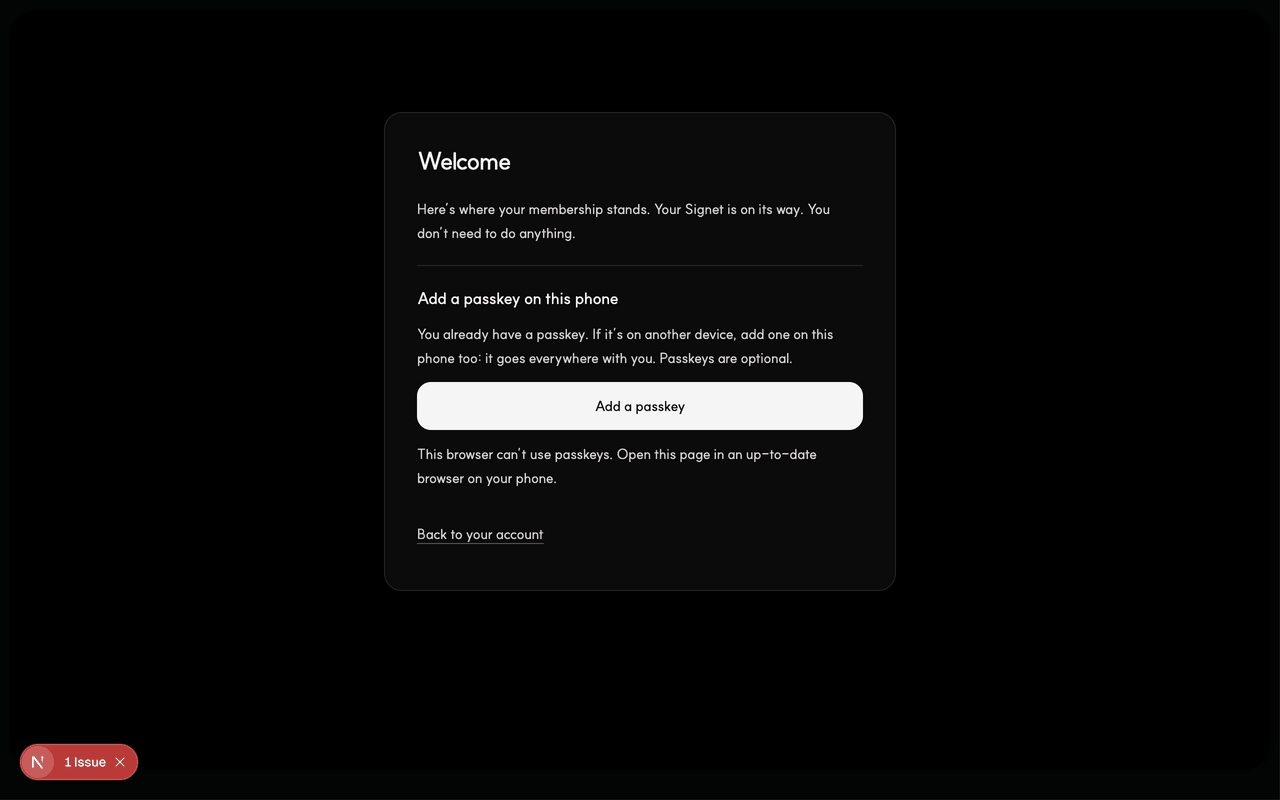 Welcome
Here's where your membership stands. Your Signet is on its way. You
don't need to do anything.
Add a passkey on this phone
You already have a passkey. If it's on another device, add one on this
phone too: it goes everywhere with you. Passkeys are optional.
Add a passkey
This browser can't use passkeys. Open this page in an up-to-date
browser on your phone.
Back to your account
N 1 Issue